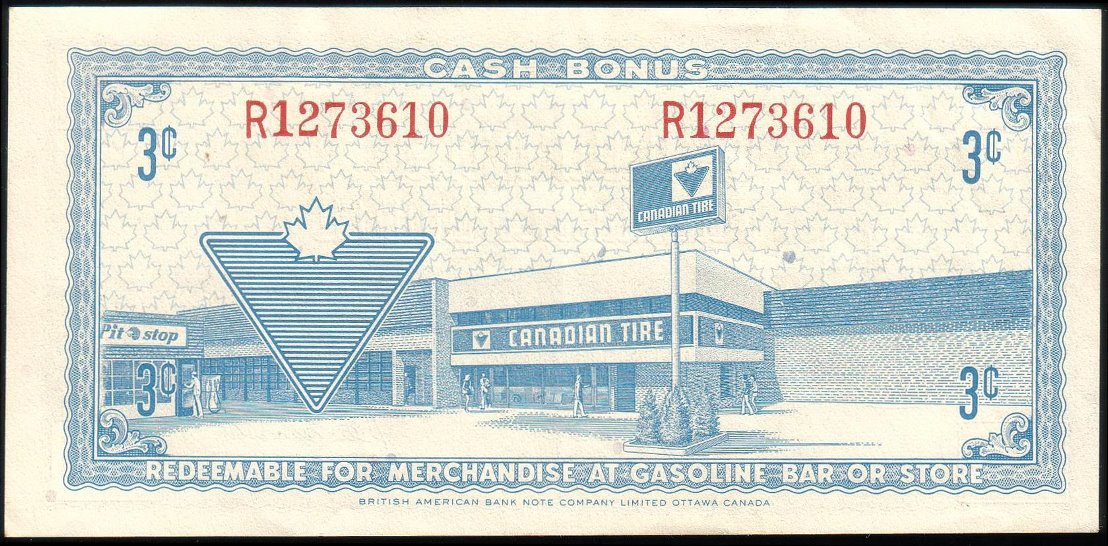 CASH BONUS
R1273610 R1273610
3¢ 3¢
CANADIAN TIRE
Pit stop
CANADIAN TIRE
3¢ 3¢
REDEEMABLE FOR MERCHANDISE AT GASOLINE BAR OR STORE
BRITISH AMERICAN BANK NOTE COMPANY LIMITED OTTAWA CANADA